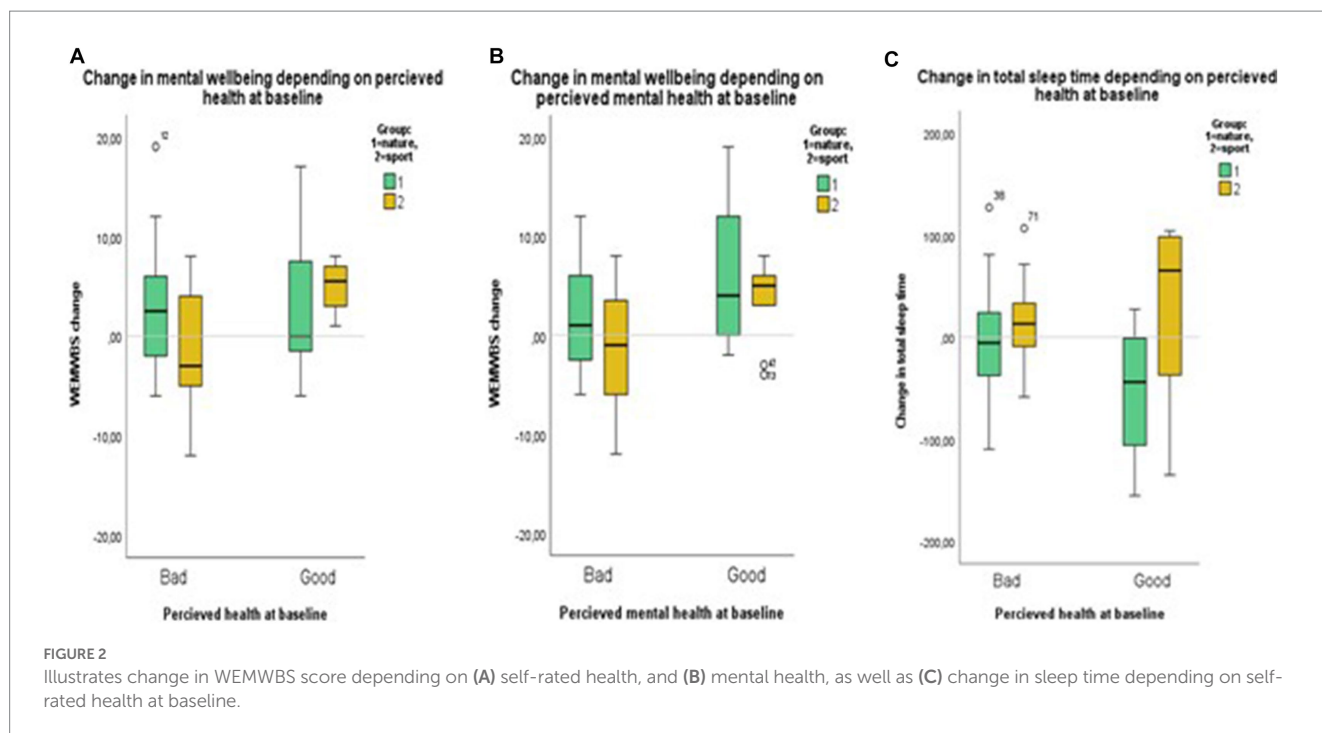 A
Change in mental wellbeing depending on percieved
health at baseline
Group:
1=nature,
2=sport
1
2
20,00
10,00
,00
-10,00
-20,00
12
WEMWBS change
Bad
Good
Percieved health at baseline
B
Change in mental wellbeing depending on
percieved mental health at baseline
Group:
1=nature,
2=sport
1
2
20,00
10,00
,00
-10,00
-20,00
WEMWBS change
Bad
Good
Percieved mental health at baseline
C
Change in total sleep time depending on percieved
health at baseline
Group:
1=nature,
2=sport
1
2
200,00
100,00
,00
-100,00
-200,00
38
71
Change in total sleep time
Bad
Good
Percieved health at baseline
FIGURE 2
Illustrates change in WEMWBS score depending on (A) self-rated health, and (B) mental health, as well as (C) change in sleep time depending on self-
rated health at baseline.